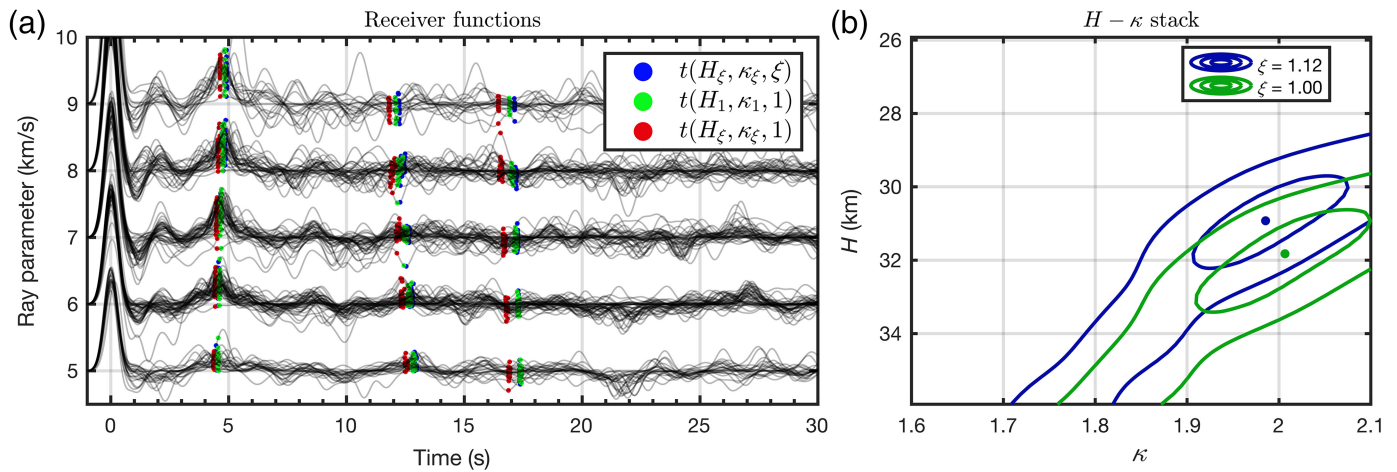 (a)
Receiver functions
Ray parameter (km/s)
10
9
8
7
6
5
t(H_ξ, κ_ξ, ξ)
t(H_1, κ_1, 1)
t(H_ξ, κ_ξ, 1)
0 5 10 15 20 25 30
Time (s)
(b)
H − κ stack
H (km)
26
28
30
32
34
ξ = 1.12
ξ = 1.00
1.6 1.7 1.8 1.9 2 2.1
κ